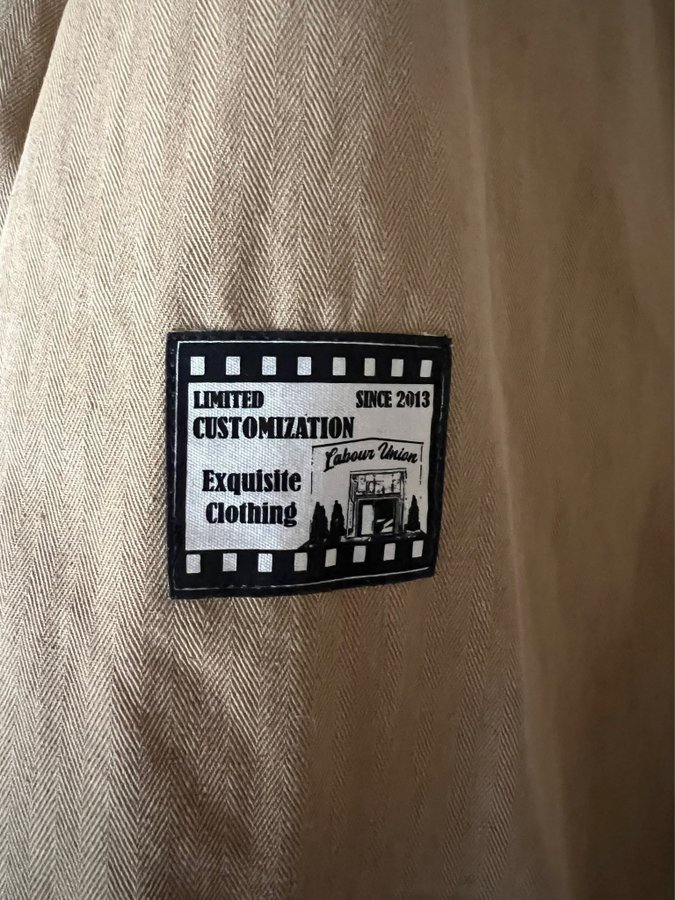 LIMITED
SINCE 2013
CUSTOMIZATION
Labour Union
Exquisite
Clothing